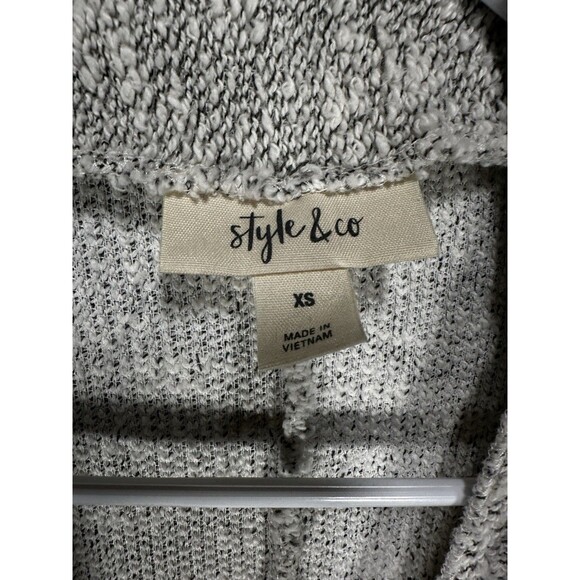 style & co
XS
MADE IN
VIETNAM